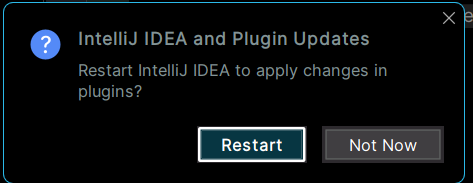 IntelliJ IDEA and Plugin Updates
Restart IntelliJ IDEA to apply changes in
plugins?
Restart
Not Now